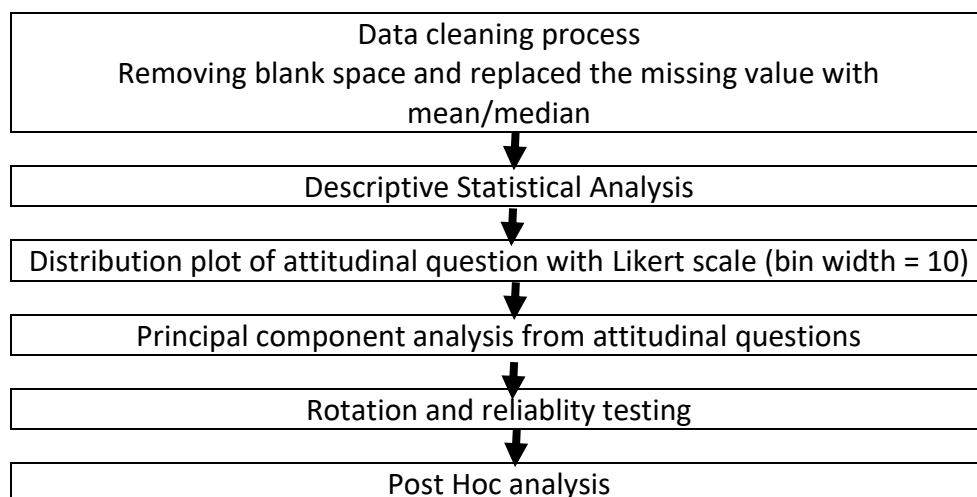 Data cleaning process
Removing blank space and replaced the missing value with
mean/median
Descriptive Statistical Analysis
Distribution plot of attitudinal question with Likert scale (bin width = 10)
Principal component analysis from attitudinal questions
Rotation and reliablity testing
Post Hoc analysis